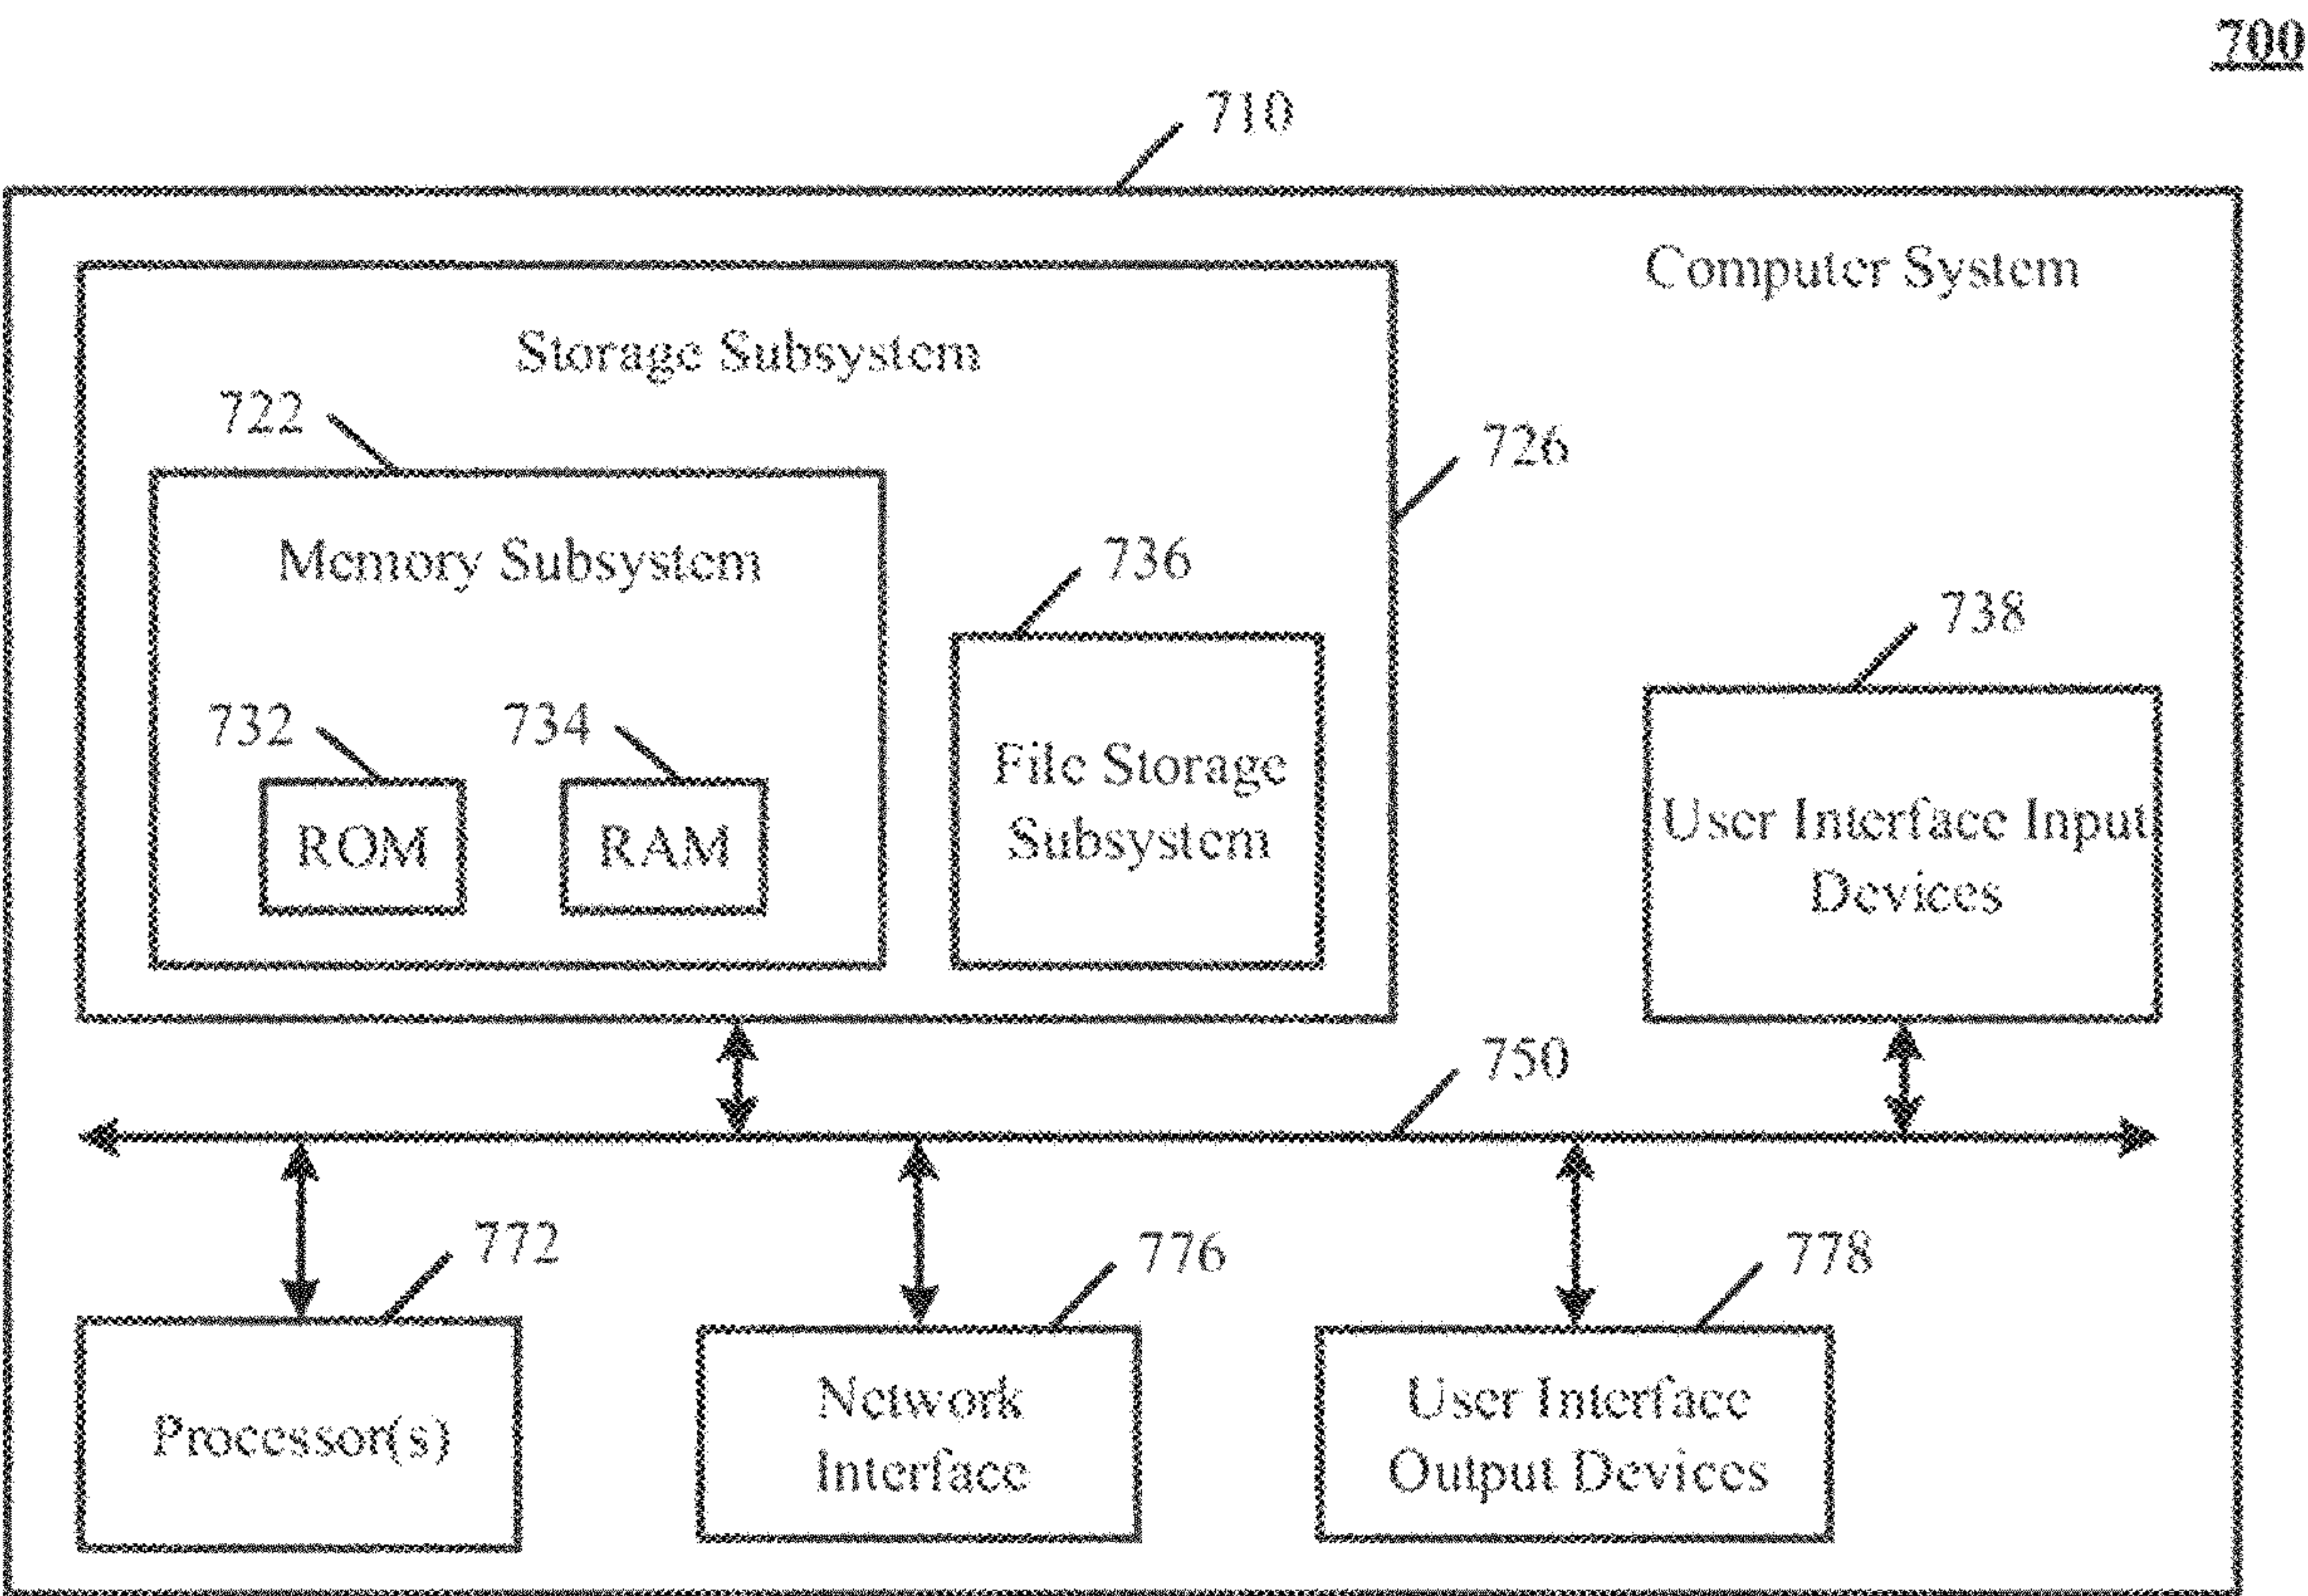 700
710
Computer System
Storage Subsystem
722
726
Memory Subsystem
736
738
732
734
File Storage
Subsystem
User Interface Input
Devices
ROM
RAM
750
772
776
778
Processor(s)
Network
Interface
User Interface
Output Devices